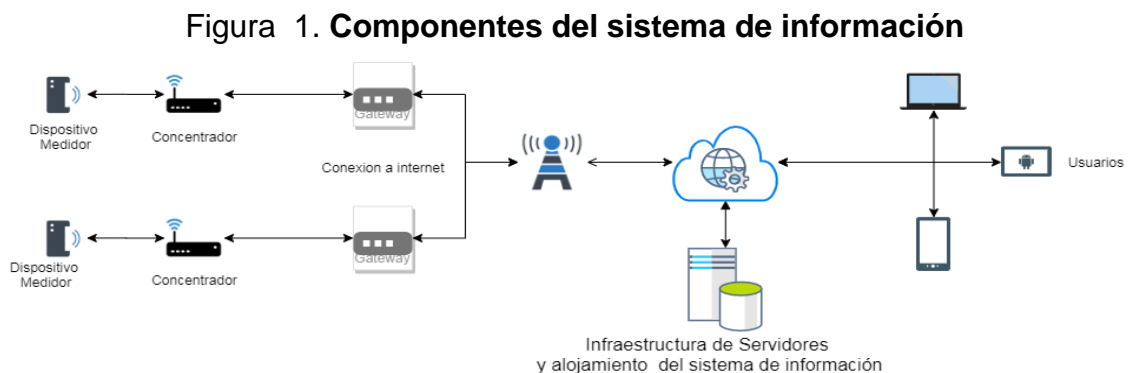 Figura 1. Componentes del sistema de información
Dispositivo
Medidor
Concentrador
Gateway
Conexion a internet
Usuarios
Dispositivo
Medidor
Concentrador
Gateway
Infraestructura de Servidores
y alojamiento del sistema de información